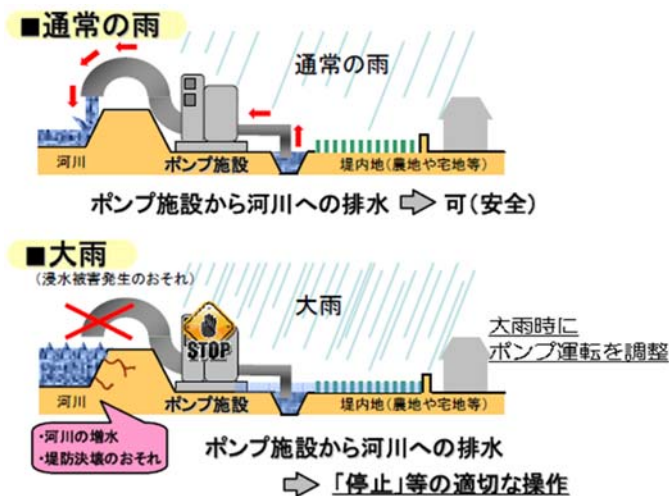 ■通常の雨
通常の雨
河川
ポンプ施設
堤内地(農地や宅地等)
ポンプ施設から河川への排水 ⇨ 可(安全)
■大雨
(浸水被害発生のおそれ)
大雨
STOP
大雨時に
ポンプ運転を調整
河川
ポンプ施設
堤内地(農地や宅地等)
・河川の増水
・堤防決壊のおそれ
ポンプ施設から河川への排水
⇨ 「停止」等の適切な操作